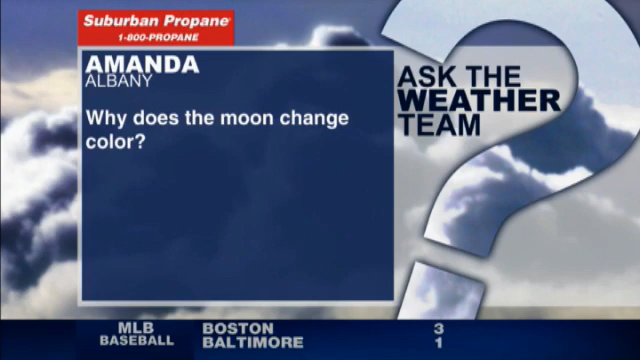 Suburban Propane
1-800-PROPANE
AMANDA
ALBANY
Why does the moon change
color?
ASK THE
WEATHER
TEAM
MLB BOSTON 3
BASEBALL BALTIMORE 1